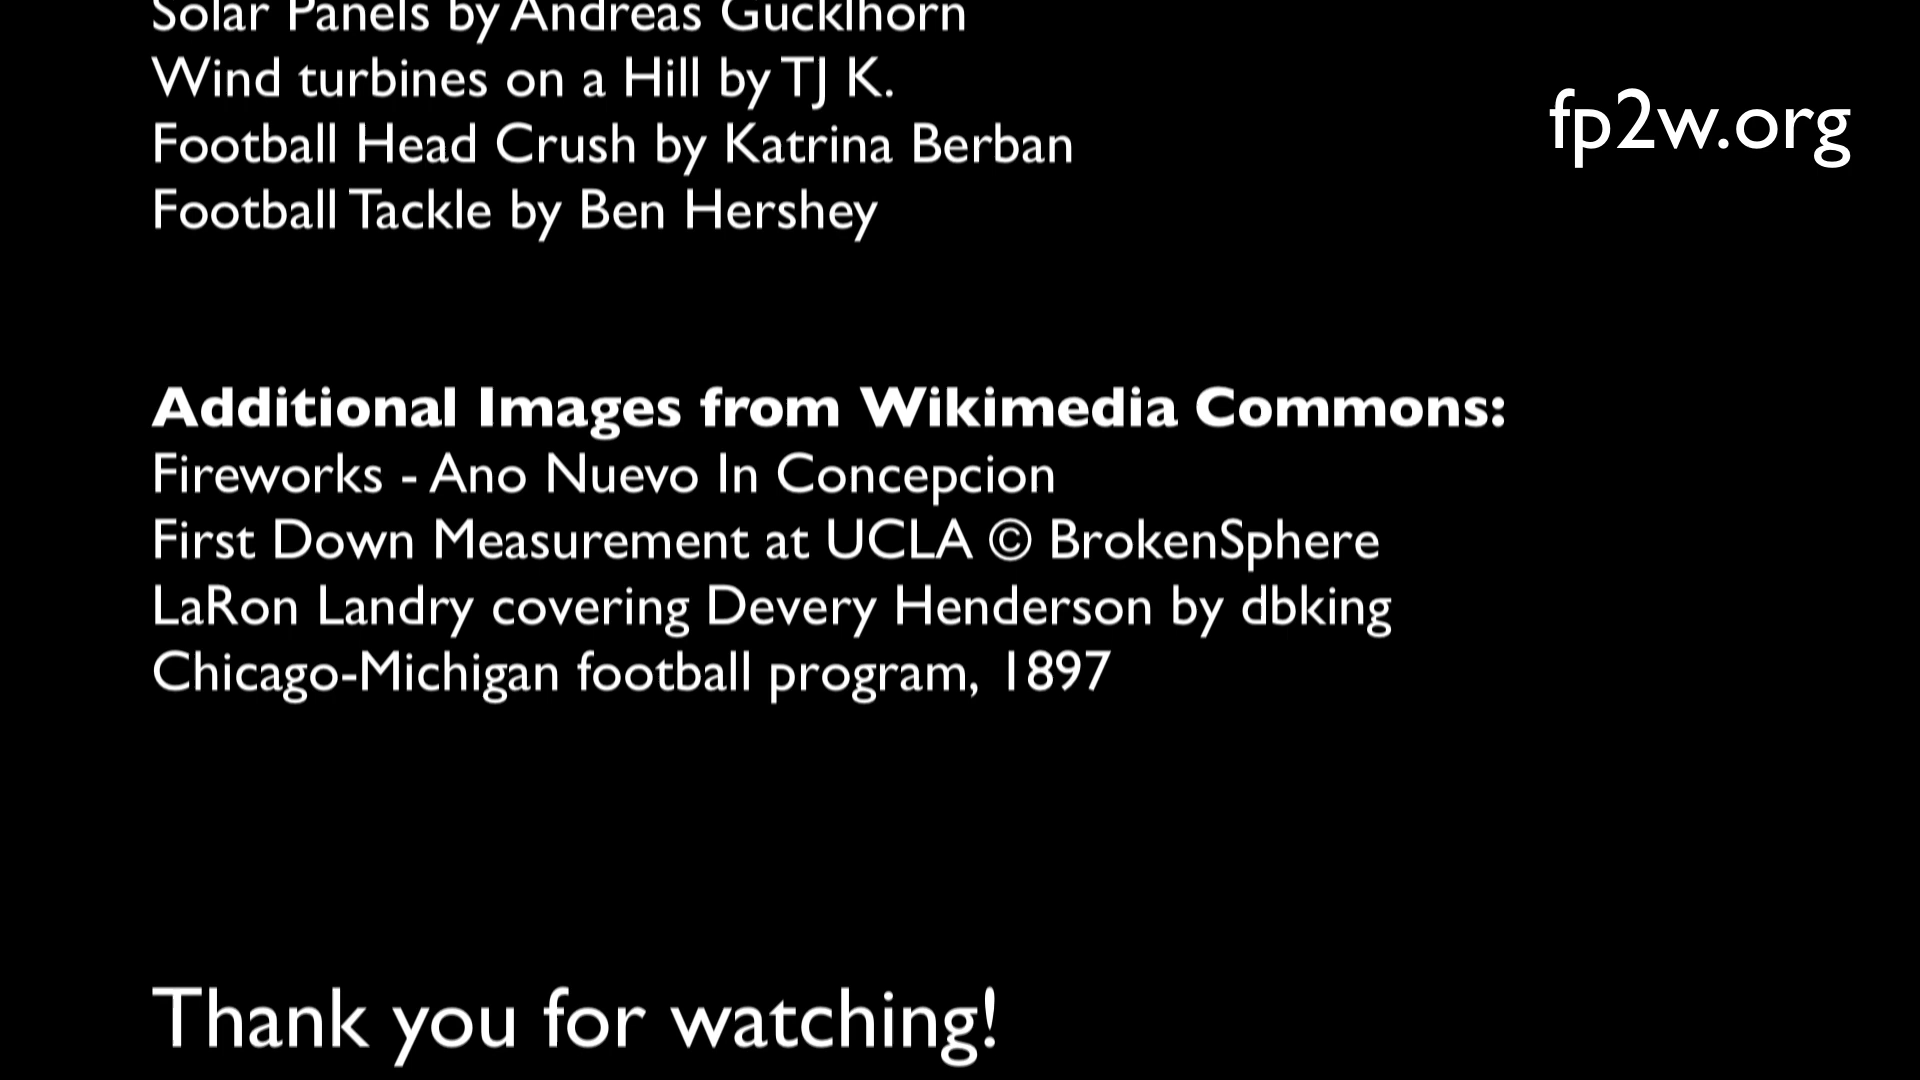 Solar Panels by Andreas Gucklhorn
Wind turbines on a Hill by TJ K.
fp2w.org
Football Head Crush by Katrina Berban
Football Tackle by Ben Hershey
Additional Images from Wikimedia Commons:
Fireworks - Ano Nuevo In Concepcion
First Down Measurement at UCLA © BrokenSphere
LaRon Landry covering Devery Henderson by dbking
Chicago-Michigan football program, 1897
Thank you for watching!